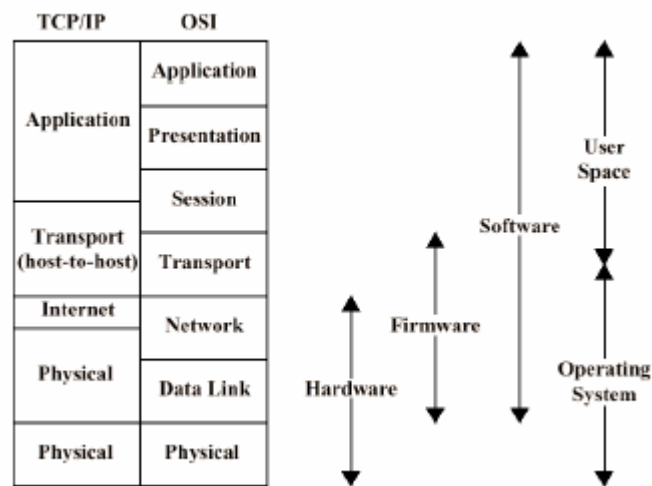 TCP/IP
OSI
Application
Application
Presentation
Session
Transport
(host-to-host)
Transport
Internet
Network
Physical
Data Link
Physical
Physical
Hardware
Firmware
Software
User
Space
Operating
System